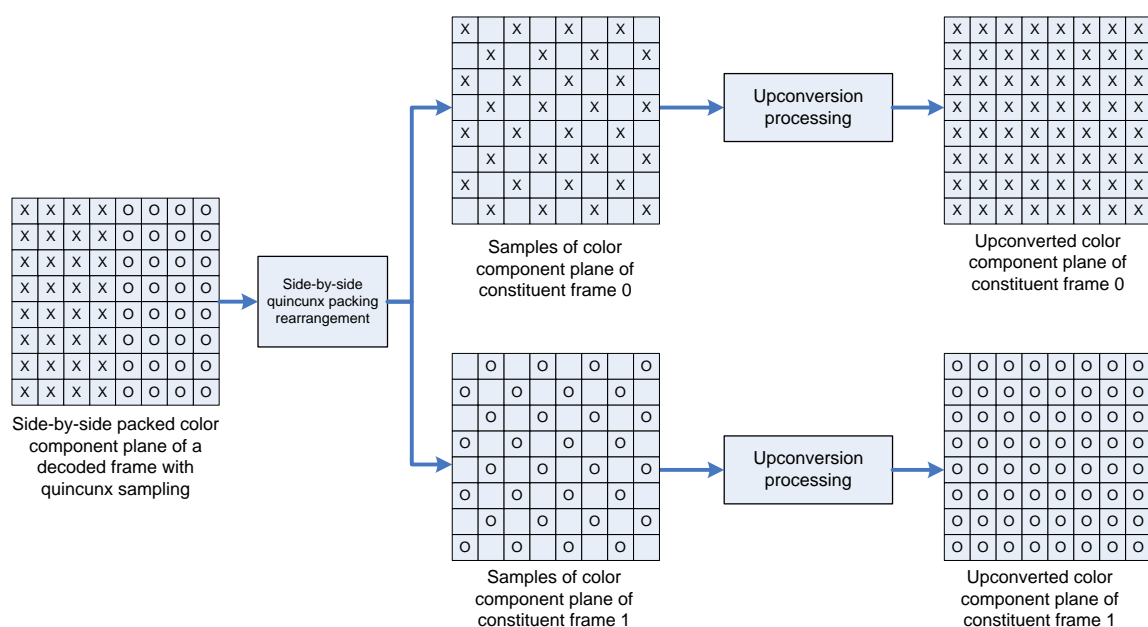 X X X X
X X X X
X X X X
X X X X
X X X X
X X X X
X X X X
X X X X
Samples of color
component plane of
constituent frame 0
Upconversion
processing
X X X X X X X X
X X X X X X X X
X X X X X X X X
X X X X X X X X
X X X X X X X X
X X X X X X X X
X X X X X X X X
X X X X X X X X
Upconverted color
component plane of
constituent frame 0
X X X X O O O O
X X X X O O O O
X X X X O O O O
X X X X O O O O
X X X X O O O O
X X X X O O O O
X X X X O O O O
X X X X O O O O
Side-by-side packed color
component plane of a
decoded frame with
quincunx sampling
Side-by-side
quincunx packing
rearrangement
O O O O
O O O O
O O O O
O O O O
O O O O
O O O O
O O O O
O O O O
Samples of color
component plane of
constituent frame 1
Upconversion
processing
O O O O O O O O
O O O O O O O O
O O O O O O O O
O O O O O O O O
O O O O O O O O
O O O O O O O O
O O O O O O O O
O O O O O O O O
Upconverted color
component plane of
constituent frame 1